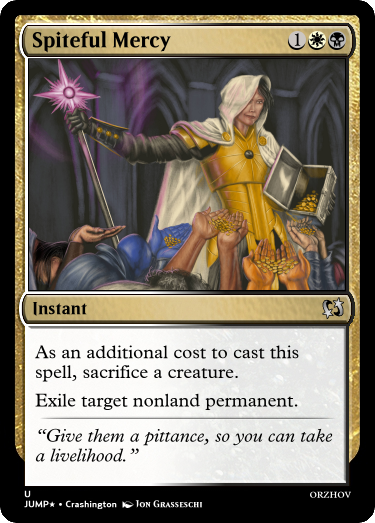 Spiteful Mercy 1
Instant
As an additional cost to cast this
spell, sacrifice a creature.
Exile target nonland permanent.
“Give them a pittance, so you can take
a livelihood.”
U
JUMP★ • Crashington Jon Grasseschi
ORZHOV